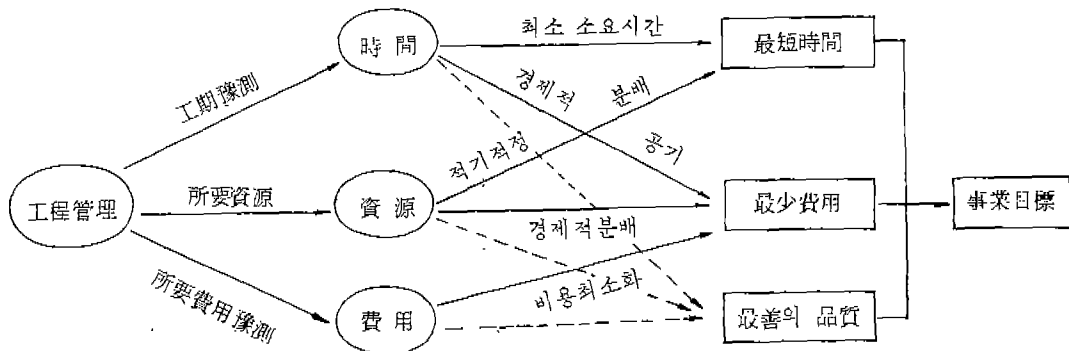 時間
최소 소요시간
最短時間
工期豫測
경제적
분배
적기적정
공기
工程管理
所要資源
資源
경제적분배
最少費用
事業目標
所要費用豫測
費用
비용최소화
最善의 品質